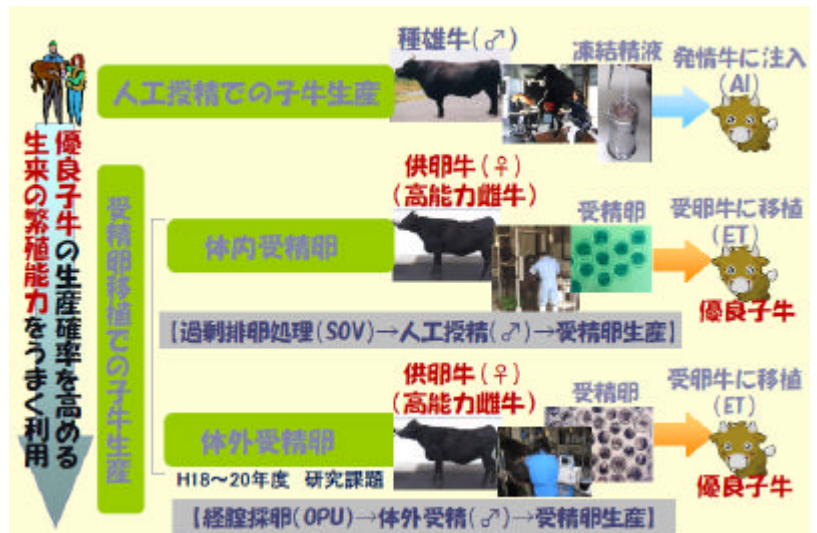 種雄牛(♂)
凍結精液
発情牛に注入
(AI)
人工授精での子牛生産
優良子牛の生産確率を高める
生来の繁殖能力をうまく利用
受精卵移植での子牛生産
供卵牛(♀)
(高能力雌牛)
受精卵
受卵牛に移植
(ET)
体内受精卵
優良子牛
【過剰排卵処理(SOV)→人工授精(♂)→受精卵生産】
供卵牛(♀)
(高能力雌牛)
受精卵
受卵牛に移植
(ET)
体外受精卵
H18~20年度 研究課題
優良子牛
【経腟採卵(OPU)→体外受精(♂)→受精卵生産】